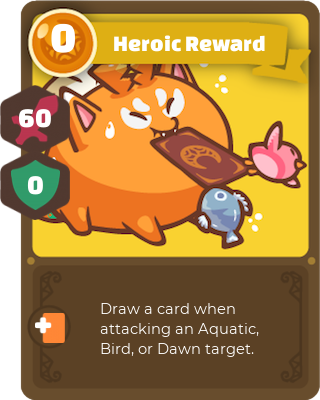 0
Heroic Reward
60
0
Draw a card when
attacking an Aquatic,
Bird, or Dawn target.